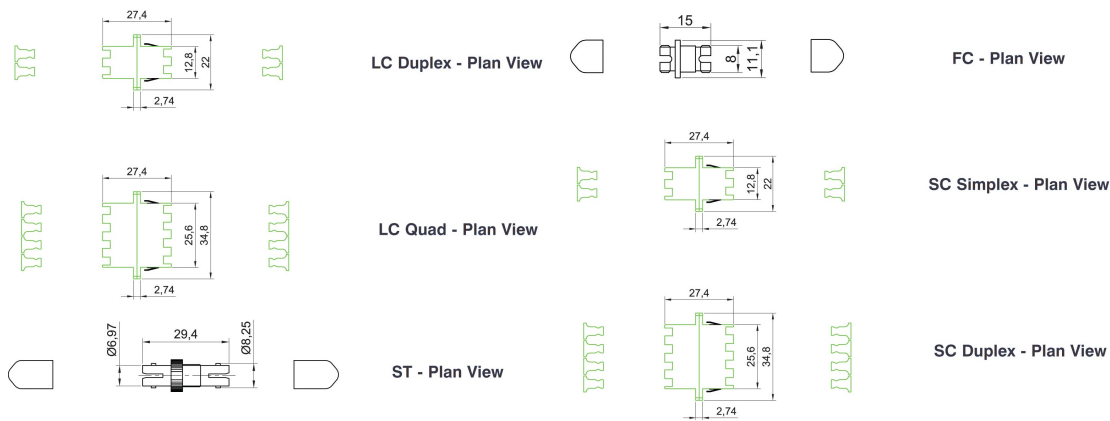 27,4
12,8
22
2,74
LC Duplex - Plan View
15
8
11,1
FC - Plan View
27,4
12,8
22
2,74
SC Simplex - Plan View
27,4
25,6
34,8
2,74
LC Quad - Plan View
27,4
25,6
34,8
2,74
SC Duplex - Plan View
Ø6,97
29,4
Ø8,25
ST - Plan View